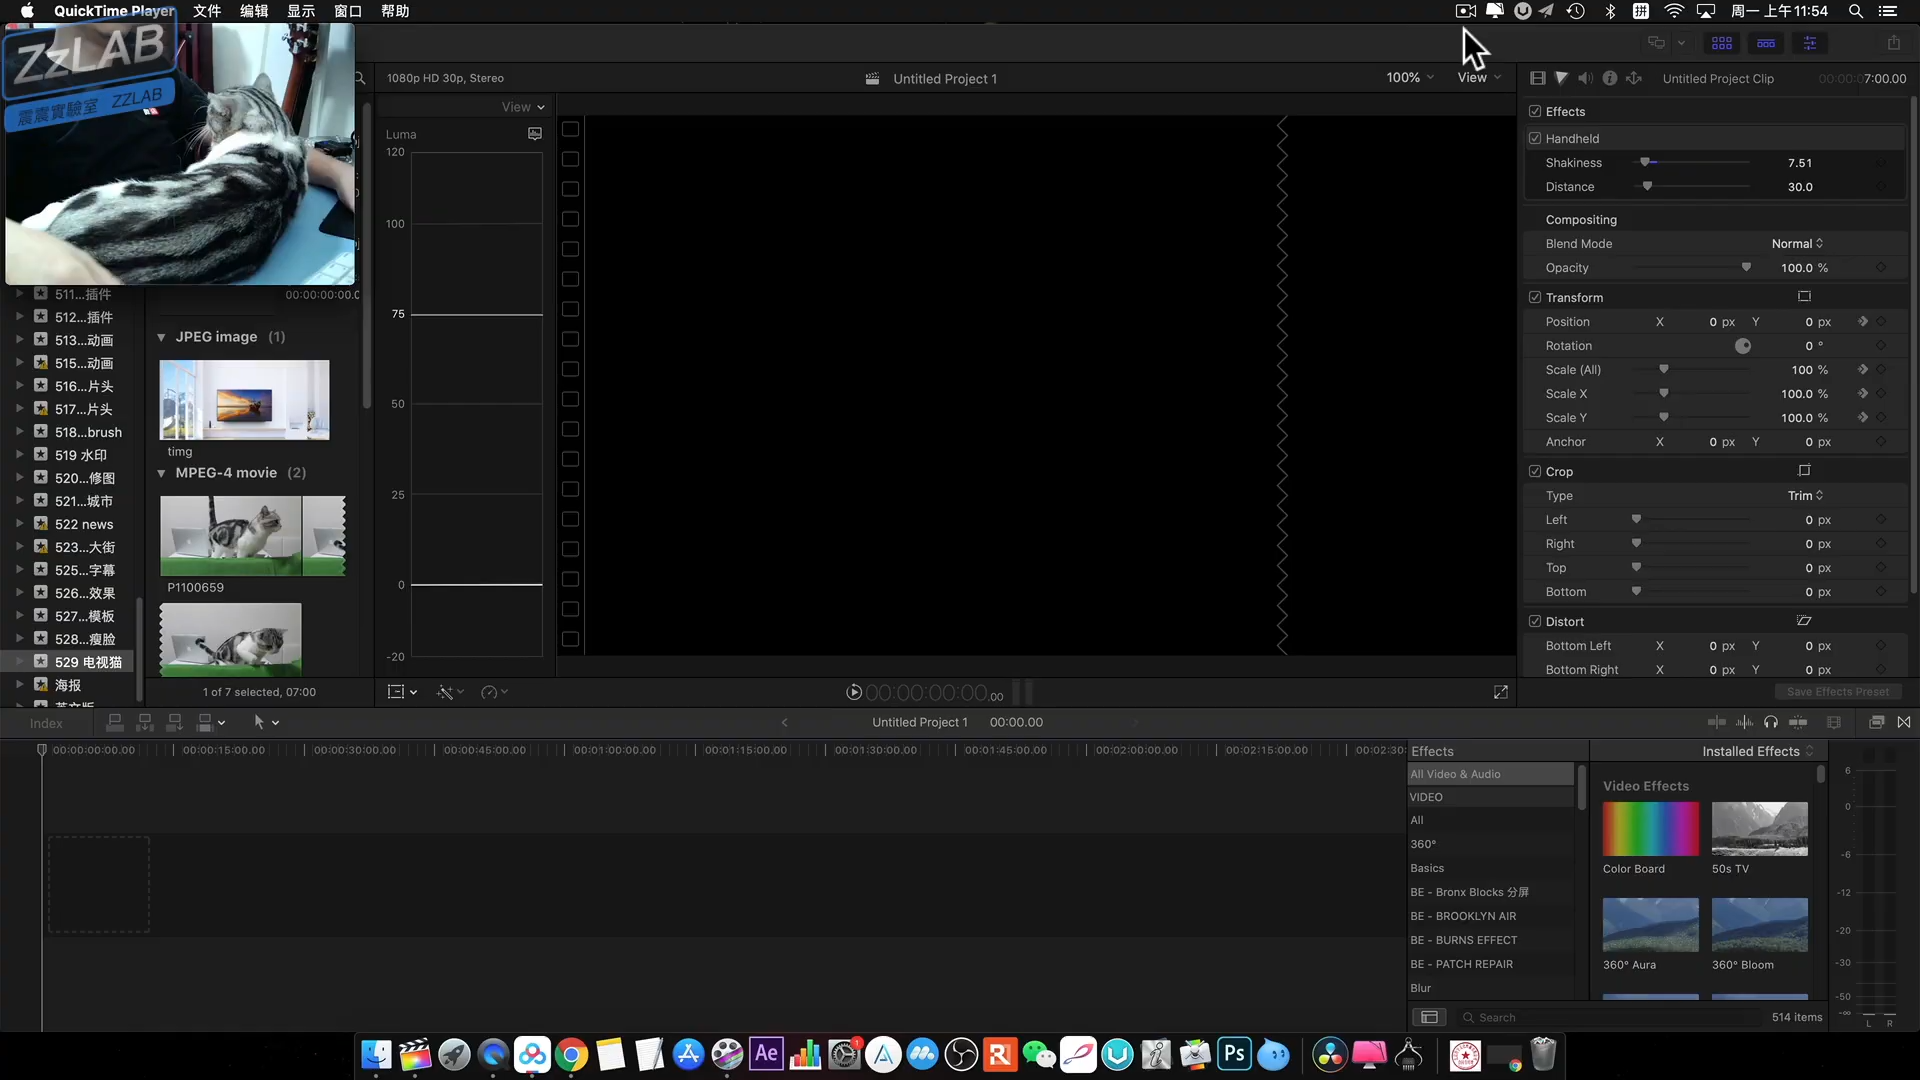 QuickTime Player 文件 编辑 显示 窗口 帮助
周一 上午11:54
ZzLAB
震震實驗室 ZZLAB
1080p HD 30p, Stereo
Untitled Project 1
100%
View
Untitled Project Clip
00:00:07:00.00
View
Luma
120
100
75
50
25
0
-20
00:00:00:00.0
511...插件
512...插件
513...动画
515...动画
516...片头
517...片头
518...brush
519 水印
520...修图
521...城市
522 news
523...大街
525...字幕
526...效果
527...模板
528...瘦脸
529 电视猫
海报
JPEG image (1)
timg
MPEG-4 movie (2)
P1100659
1 of 7 selected, 07:00
00:00:00:00.00
Effects
Handheld
Shakiness 7.51
Distance 30.0
Compositing
Blend Mode Normal
Opacity 100.0 %
Transform
Position X 0 px Y 0 px
Rotation 0 °
Scale (All) 100 %
Scale X 100.0 %
Scale Y 100.0 %
Anchor X 0 px Y 0 px
Crop
Type Trim
Left 0 px
Right 0 px
Top 0 px
Bottom 0 px
Distort
Bottom Left X 0 px Y 0 px
Bottom Right X 0 px Y 0 px
Save Effects Preset
Index
Untitled Project 1 00:00.00
00:00:00:00.00 00:00:15:00.00 00:00:30:00.00 00:00:45:00.00 00:01:00:00.00 00:01:15:00.00 00:01:30:00.00 00:01:45:00.00 00:02:00:00.00 00:02:15:00.00 00:02:30:
Effects
Installed Effects
All Video & Audio
VIDEO
All
360°
Basics
BE - Bronx Blocks 分屏
BE - BROOKLYN AIR
BE - BURNS EFFECT
BE - PATCH REPAIR
Blur
Video Effects
Color Board
50s TV
360° Aura
360° Bloom
Search
514 items
6
0
-6
-12
-20
-30
-50
-∞
L R
Ae
1
Ps